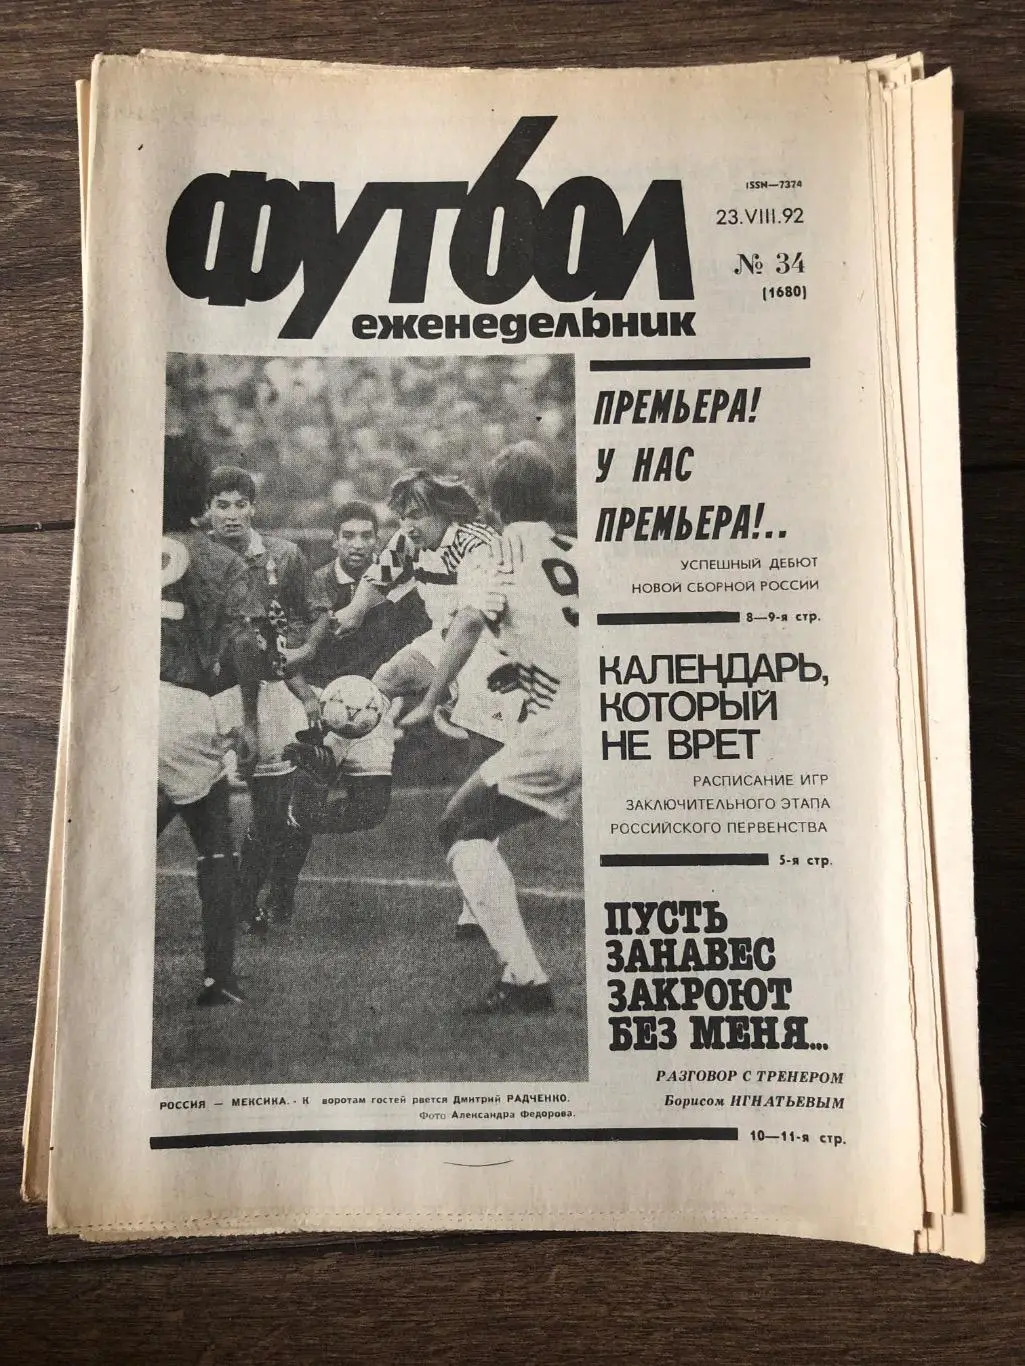 футбол
еженедельник
ISSN—7374
23.VIII.92
№ 34
(1680)
ПРЕМЬЕРА!
У НАС
ПРЕМЬЕРА!..
УСПЕШНЫЙ ДЕБЮТ
НОВОЙ СБОРНОЙ РОССИИ
8—9-я стр.
КАЛЕНДАРЬ,
КОТОРЫЙ
НЕ ВРЕТ
РАСПИСАНИЕ ИГР
ЗАКЛЮЧИТЕЛЬНОГО ЭТАПА
РОССИЙСКОГО ПЕРВЕНСТВА
5-я стр.
ПУСТЬ
ЗАНАВЕС
ЗАКРОЮТ
БЕЗ МЕНЯ...
РАЗГОВОР С ТРЕНЕРОМ
Борисом ИГНАТЬЕВЫМ
10—11-я стр.
РОССИЯ — МЕКСИКА. · К воротам гостей рвется Дмитрий РАДЧЕНКО.
Фото Александра Федорова.